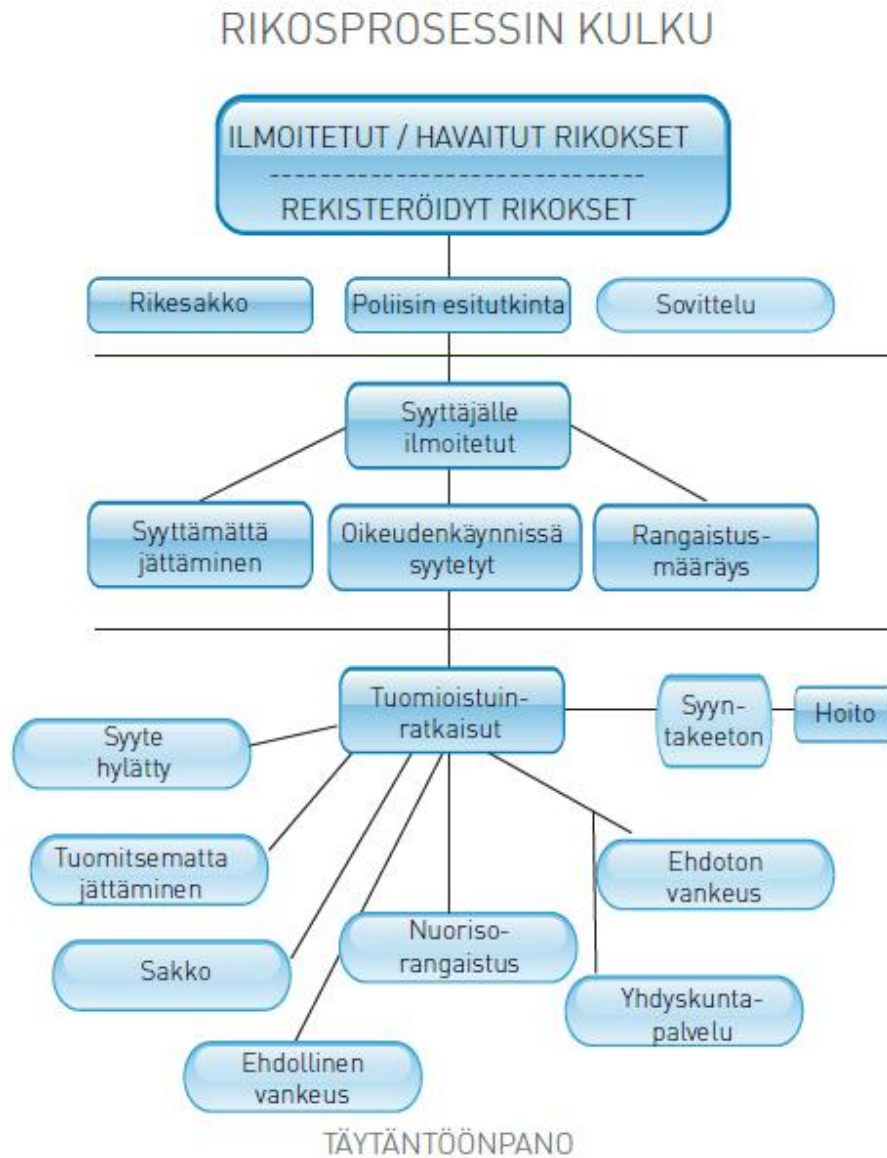 RIKOSPROSESSIN KULKU
ILMOITETUT / HAVAITUT RIKOKSET
------------------------------
REKISTERÖIDYT RIKOKSET
Rikesakko
Poliisin esitutkinta
Sovittelu
Syyttäjälle
ilmoitetut
Syyttämättä
jättäminen
Oikeudenkäynnissä
syytetyt
Rangaistus-
määräys
Tuomioistuin-
ratkaisut
Syyn-
takeeton
Hoito
Syyte
hylätty
Tuomitsematta
jättäminen
Ehdoton
vankeus
Sakko
Nuoriso-
rangaistus
Yhdyskunta-
palvelu
Ehdollinen
vankeus
TÄYTÄNTÖÖNPANO